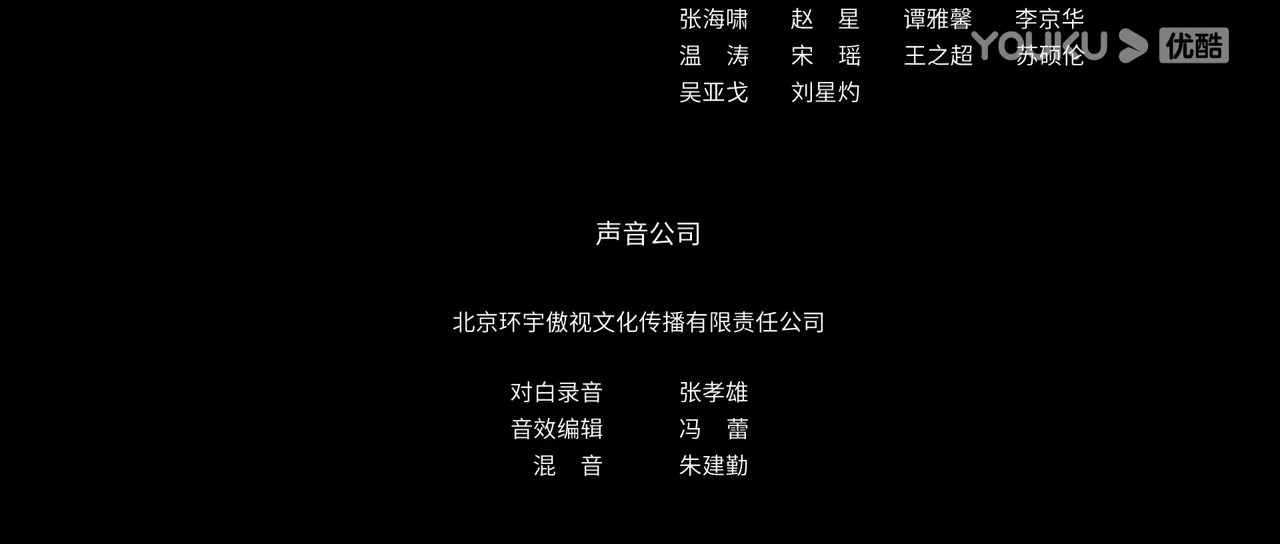 张海啸 赵 星 谭雅馨 李京华
YOUKU 优酷
温 涛 宋 瑶 王之超 苏硕伦
吴亚戈 刘星灼
声音公司
北京环宇傲视文化传播有限责任公司
对白录音 张孝雄
音效编辑 冯 蕾
混 音 朱建勤